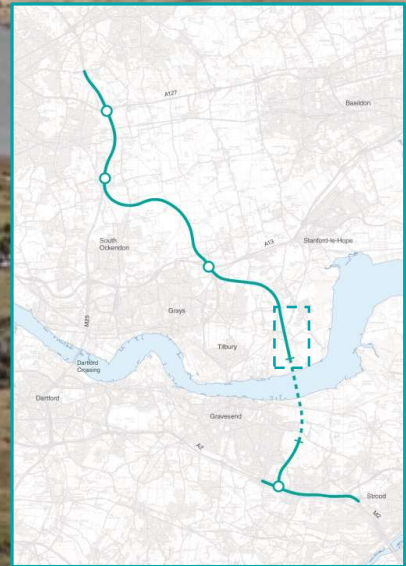 A127
Basildon
South
Ockendon
A13
Stanford-le-Hope
Grays
M25
Tilbury
Dartford
Crossing
Dartford
Gravesend
A2
Strood
M2